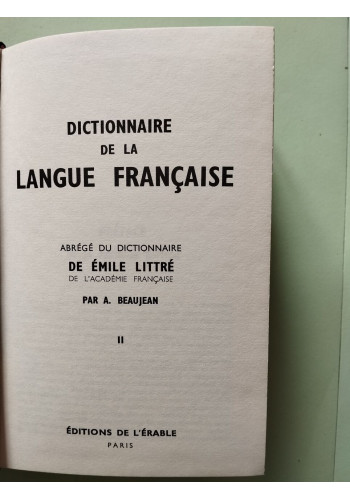 DICTIONNAIRE
DE LA
LANGUE FRANÇAISE
ABRÉGÉ DU DICTIONNAIRE
DE ÉMILE LITTRÉ
DE L'ACADÉMIE FRANÇAISE
PAR A. BEAUJEAN
II
ÉDITIONS DE L'ÉRABLE
PARIS